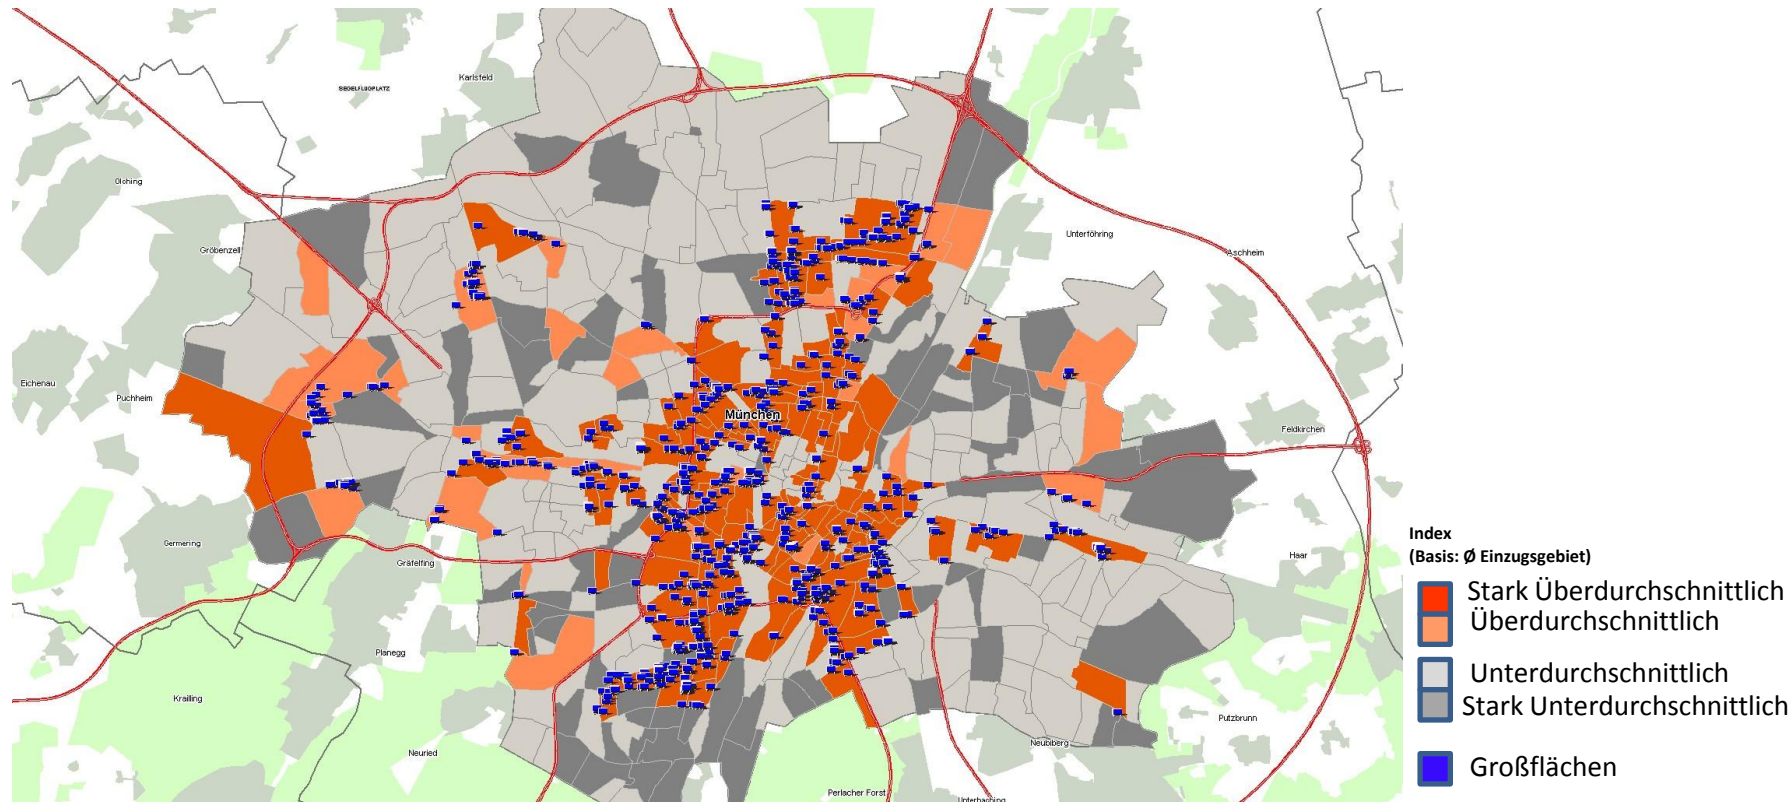 Karlsfeld
SEGELFLUGPLATZ
Olching
Gröbenzell
Unterföhring
Aschheim
Eichenau
Puchheim
München
Feldkirchen
Germering
Gräfelfing
Haar
Planegg
Krailling
Putzbrunn
Neuried
Neubiberg
Perlacher Forst
Unterhaching
Index
(Basis: Ø Einzugsgebiet)
Stark Überdurchschnittlich
Überdurchschnittlich
Unterdurchschnittlich
Stark Unterdurchschnittlich
Großflächen